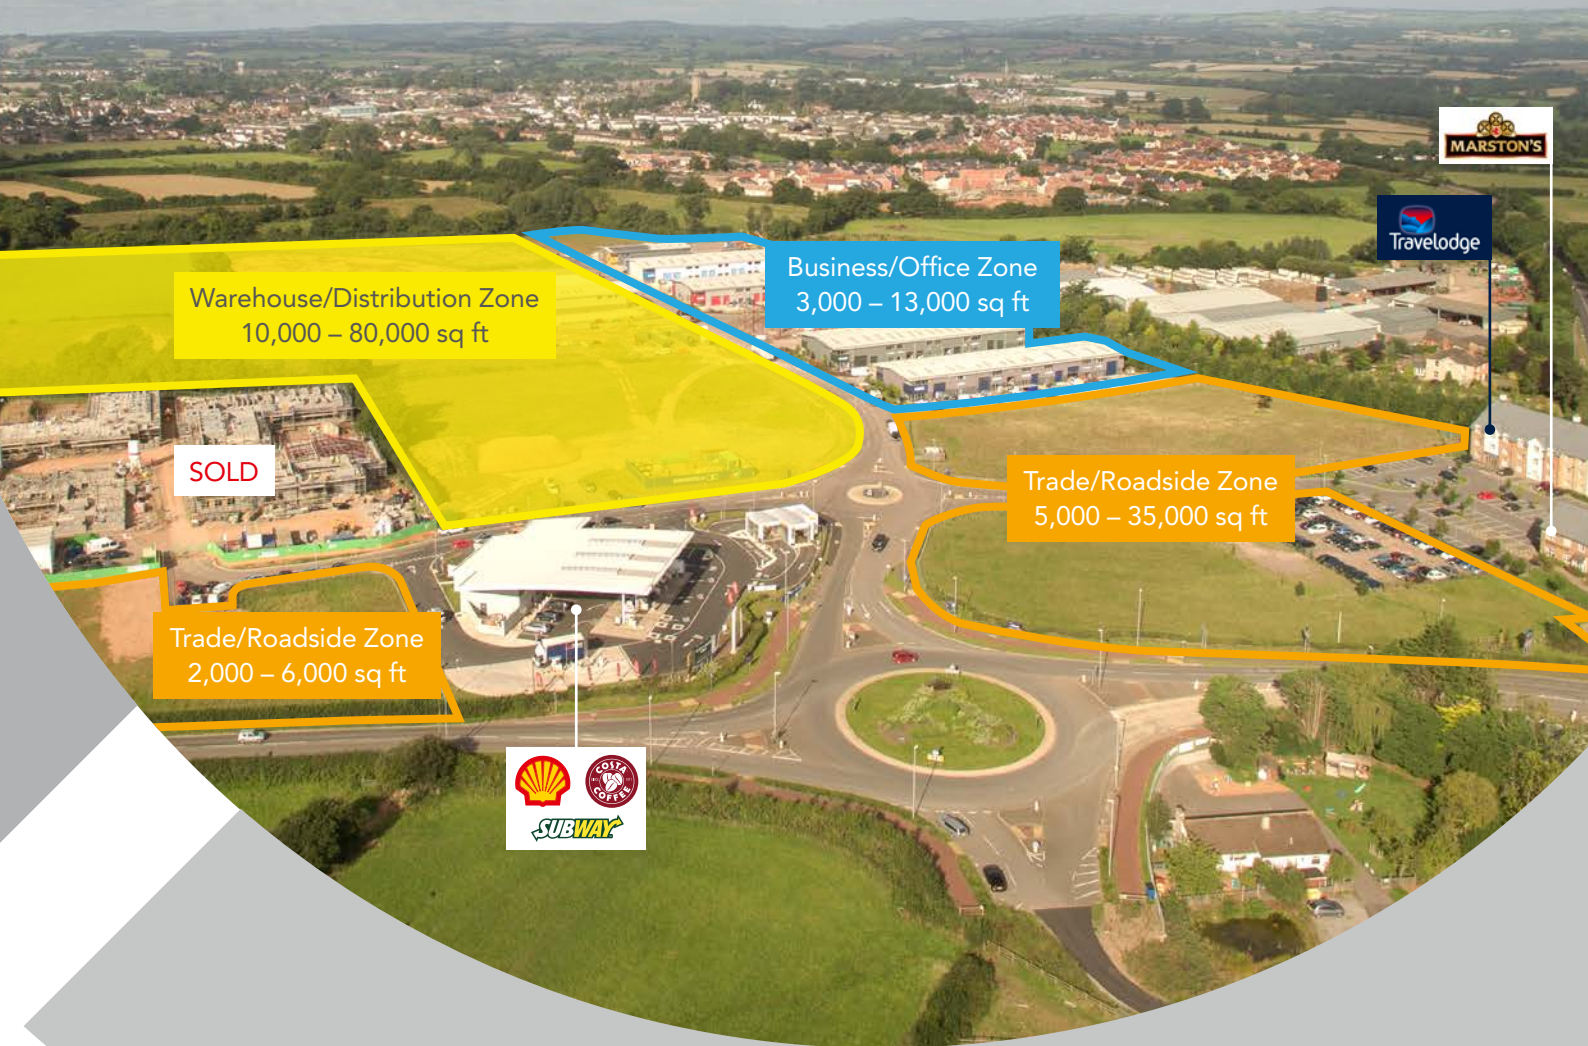 MARSTON'S
Travelodge
Business/Office Zone
3,000 – 13,000 sq ft
Warehouse/Distribution Zone
10,000 – 80,000 sq ft
SOLD
Trade/Roadside Zone
5,000 – 35,000 sq ft
Trade/Roadside Zone
2,000 – 6,000 sq ft
COSTA
COFFEE
SUBWAY